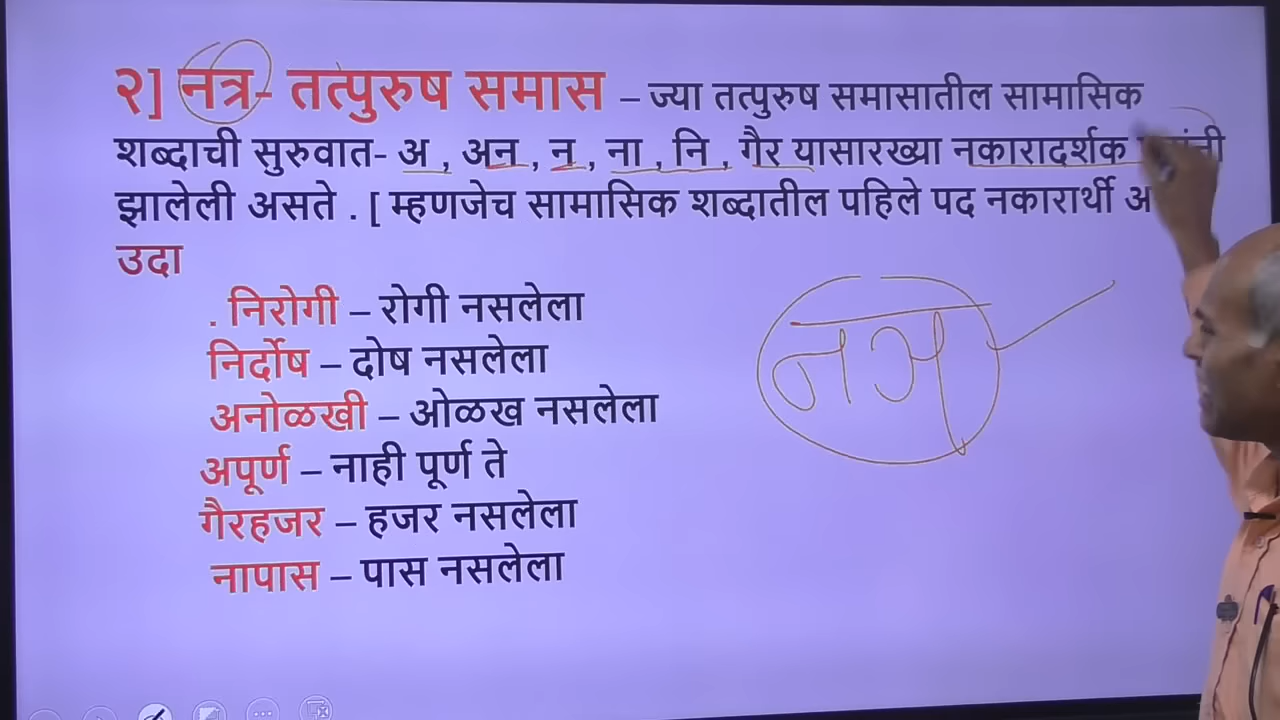 २] नत्र- तत्पुरुष समास – ज्या तत्पुरुष समासातील सामासिक
शब्दाची सुरुवात- अ , अन , न , ना , नि , गैर यासारख्या नकारादर्शक
झालेली असते . [ म्हणजेच सामासिक शब्दातील पहिले पद नकारार्थी
उदा
. निरोगी – रोगी नसलेला
निर्दोष – दोष नसलेला
अनोळखी – ओळख नसलेला
अपूर्ण – नाही पूर्ण ते
गैरहजर – हजर नसलेला
नापास – पास नसलेला
नञ